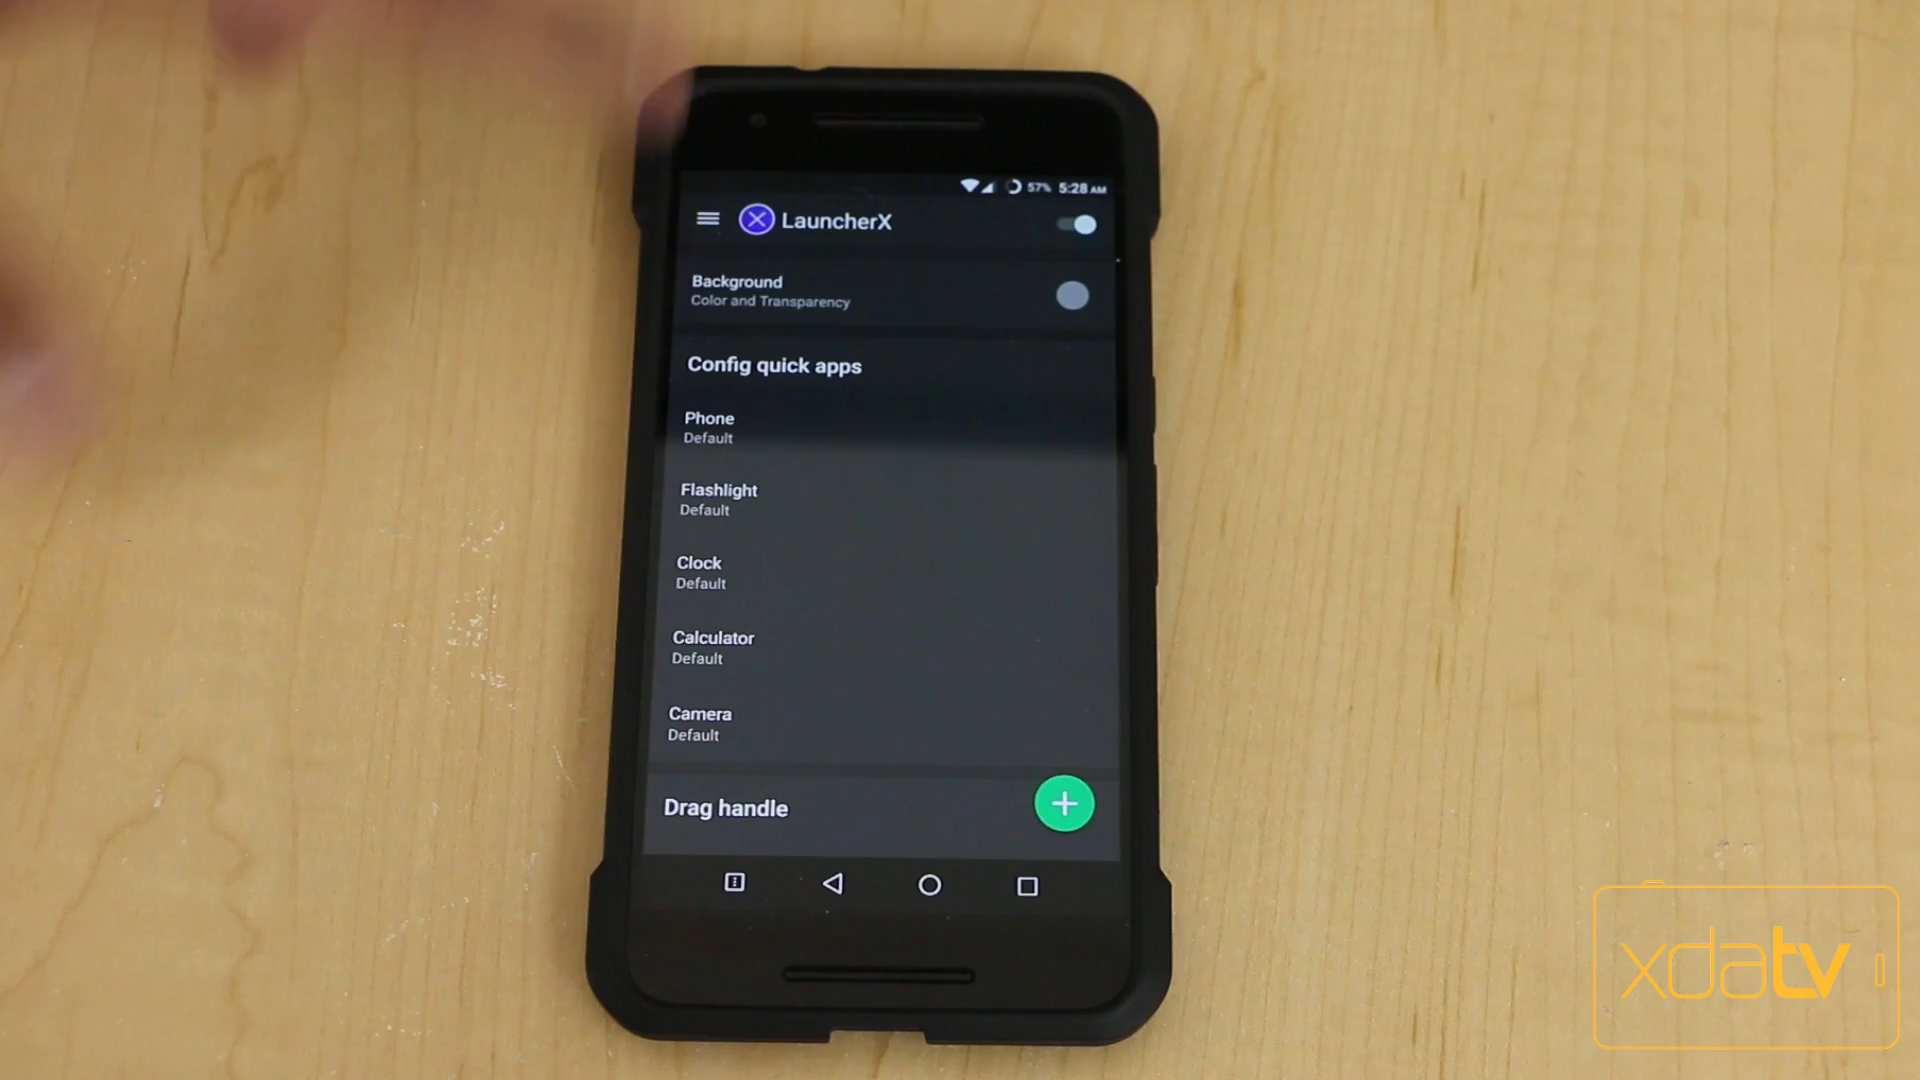 57% 5:28 AM
LauncherX
Background
Color and Transparency
Config quick apps
Phone
Default
Flashlight
Default
Clock
Default
Calculator
Default
Camera
Default
Drag handle
xdatv